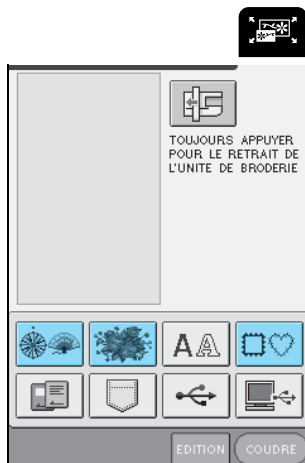 TOUJOURS APPUYER
POUR LE RETRAIT DE
L'UNITE DE BRODERIE
A A
EDITION COUDRE